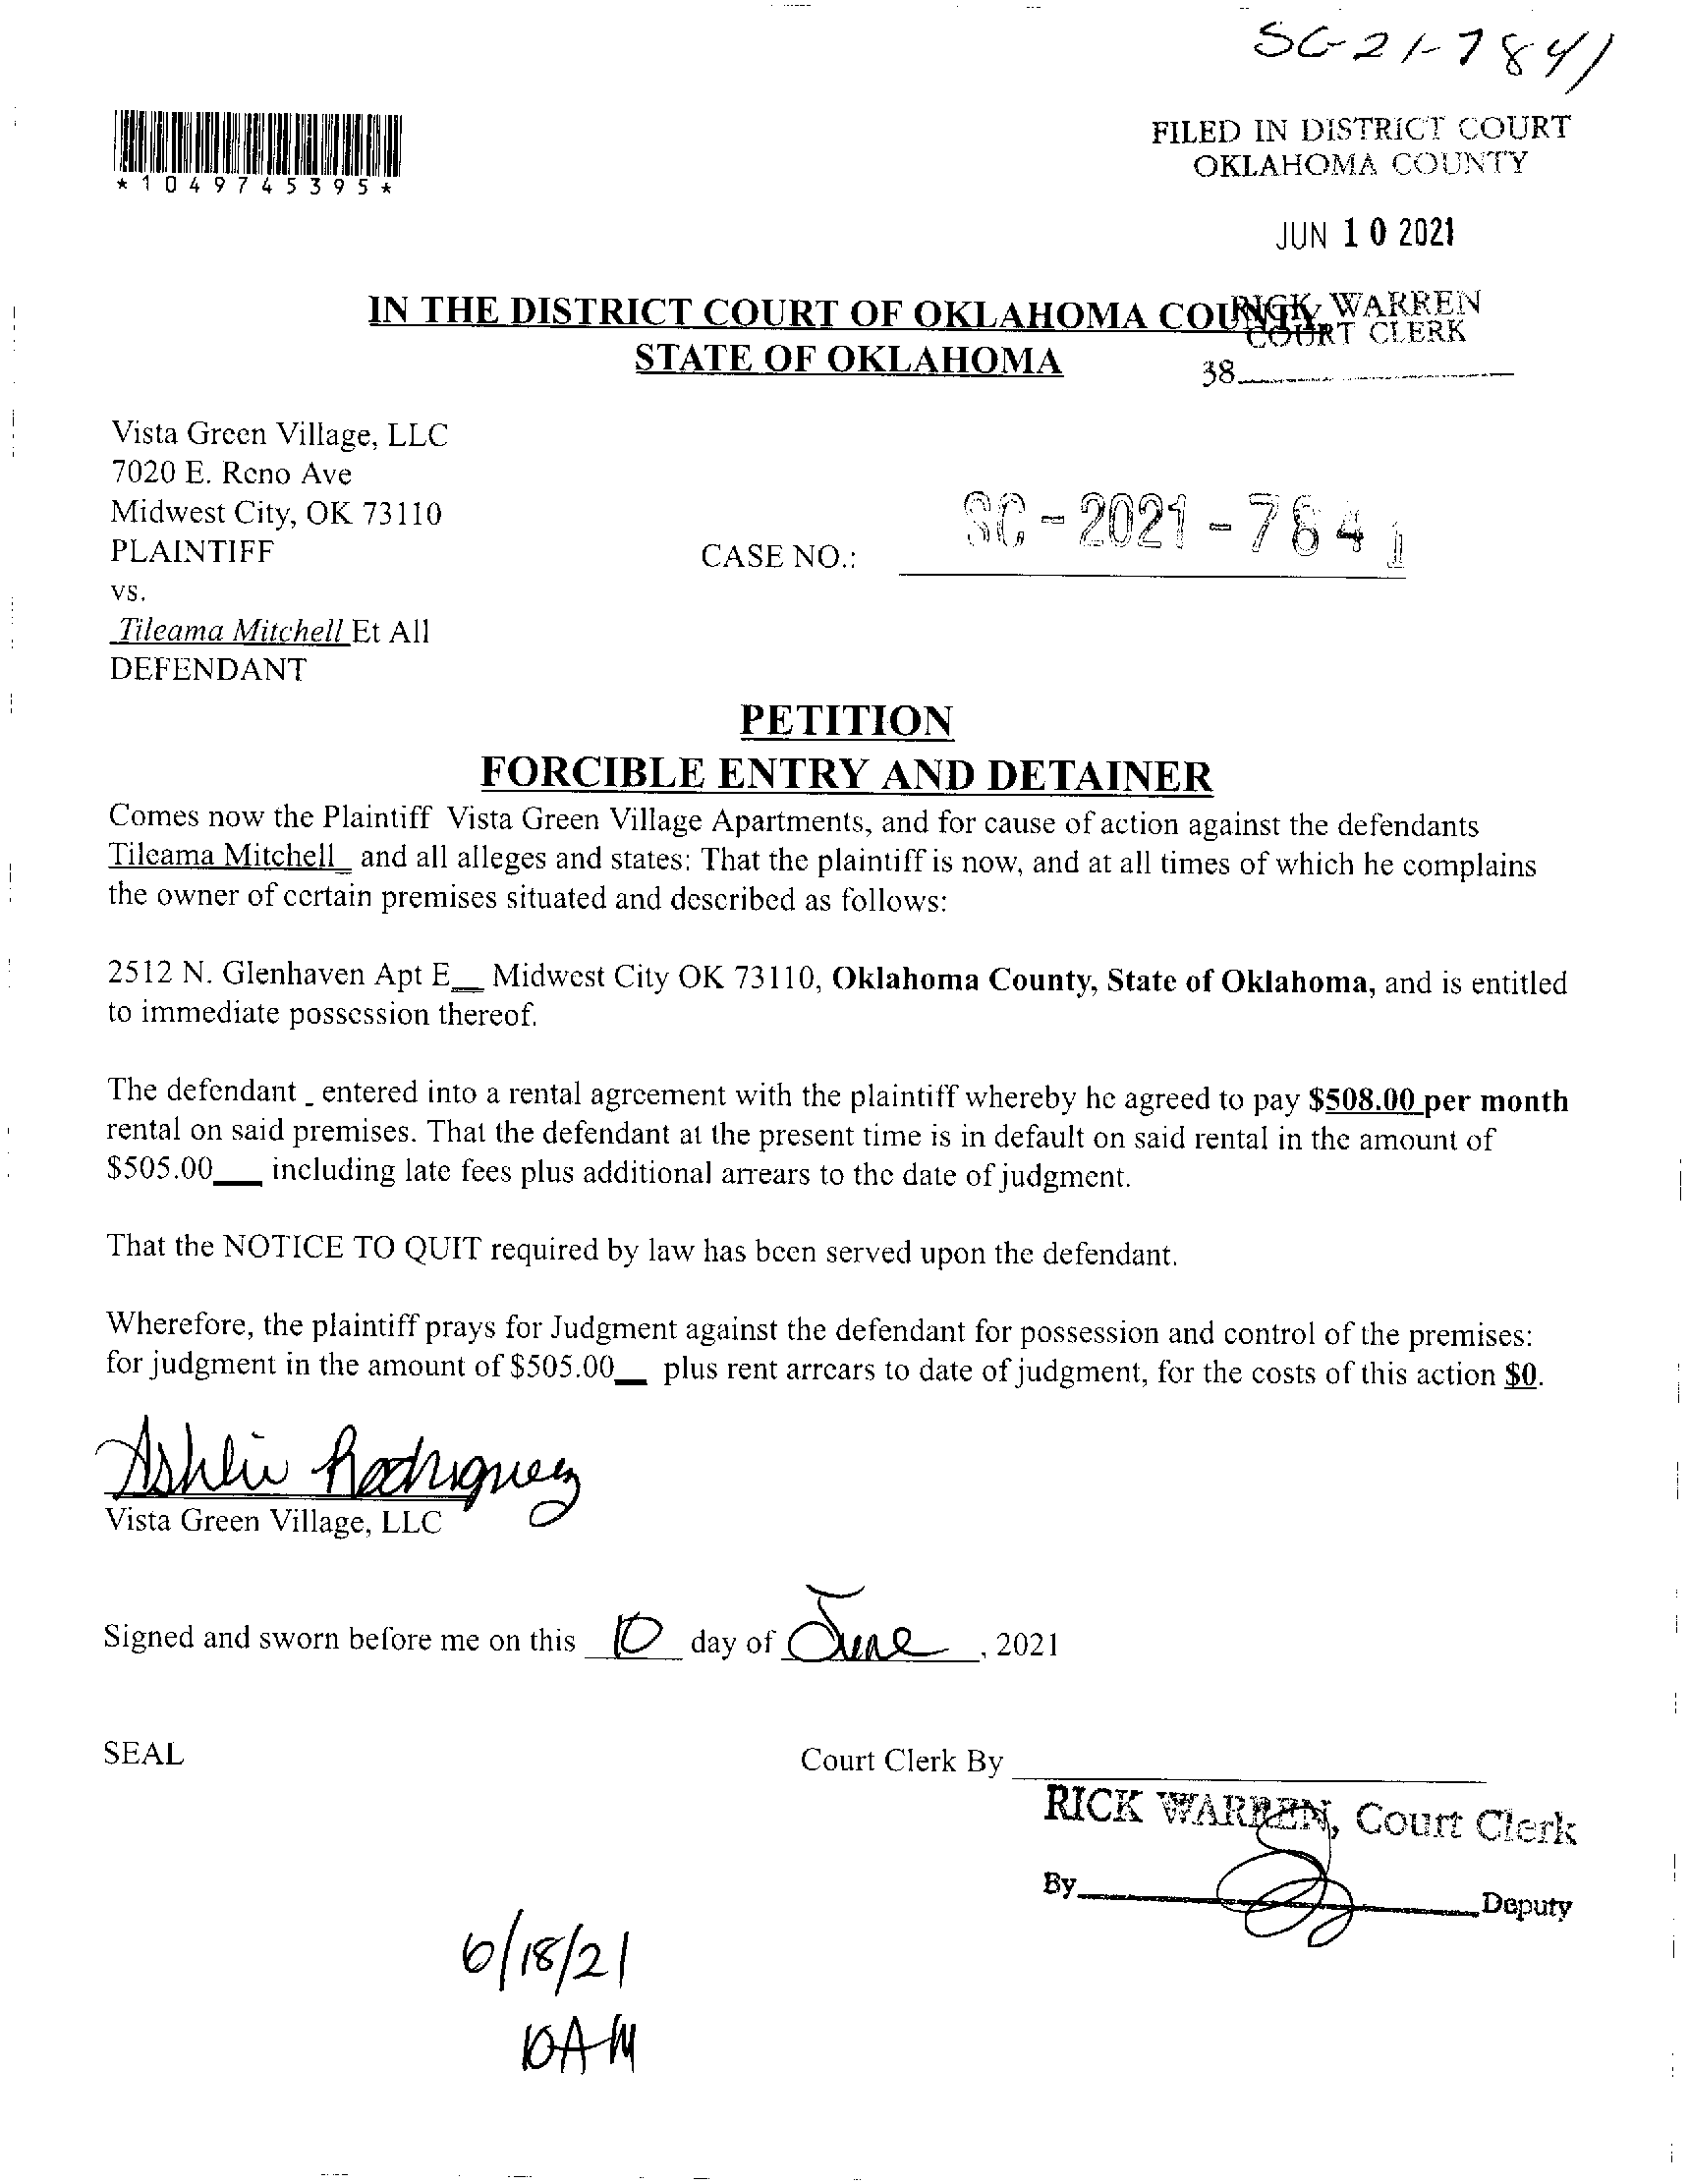 SC-21-7841
*1049745395*
FILED IN DISTRICT COURT
OKLAHOMA COUNTY
JUN 10 2021
RICK WARREN
COURT CLERK
38
IN THE DISTRICT COURT OF OKLAHOMA COUNTY
STATE OF OKLAHOMA
Vista Green Village, LLC
7020 E. Reno Ave
Midwest City, OK 73110
PLAINTIFF
CASE NO.: SC - 2021 - 7841
vs.
Tileama Mitchell Et All
DEFENDANT
PETITION
FORCIBLE ENTRY AND DETAINER
Comes now the Plaintiff Vista Green Village Apartments, and for cause of action against the defendants
Tileama Mitchell_ and all alleges and states: That the plaintiff is now, and at all times of which he complains
the owner of certain premises situated and described as follows:
2512 N. Glenhaven Apt E__ Midwest City OK 73110, Oklahoma County, State of Oklahoma, and is entitled
to immediate possession thereof.
The defendant _ entered into a rental agreement with the plaintiff whereby he agreed to pay $508.00 per month
rental on said premises. That the defendant at the present time is in default on said rental in the amount of
$505.00___ including late fees plus additional arrears to the date of judgment.
That the NOTICE TO QUIT required by law has been served upon the defendant.
Wherefore, the plaintiff prays for Judgment against the defendant for possession and control of the premises:
for judgment in the amount of $505.00__ plus rent arrears to date of judgment, for the costs of this action $0.
Ashlie Rodriguez
Vista Green Village, LLC
Signed and sworn before me on this 10 day of June, 2021
SEAL
Court Clerk By
RICK WARREN, Court Clerk
By Deputy
6/18/21
10AM